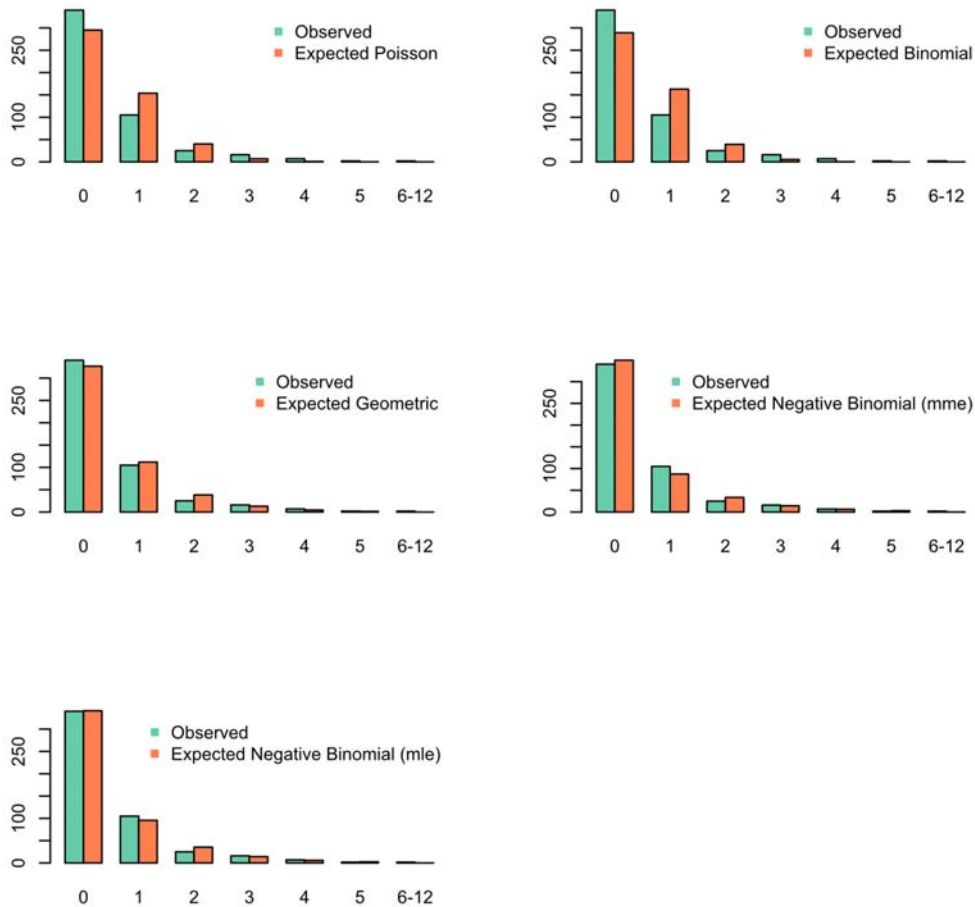 Observed
Expected Poisson
250
100
0
0 1 2 3 4 5 6-12
Observed
Expected Binomial
250
100
0
0 1 2 3 4 5 6-12
Observed
Expected Geometric
250
100
0
0 1 2 3 4 5 6-12
Observed
Expected Negative Binomial (mme)
250
100
0
0 1 2 3 4 5 6-12
Observed
Expected Negative Binomial (mle)
250
100
0
0 1 2 3 4 5 6-12